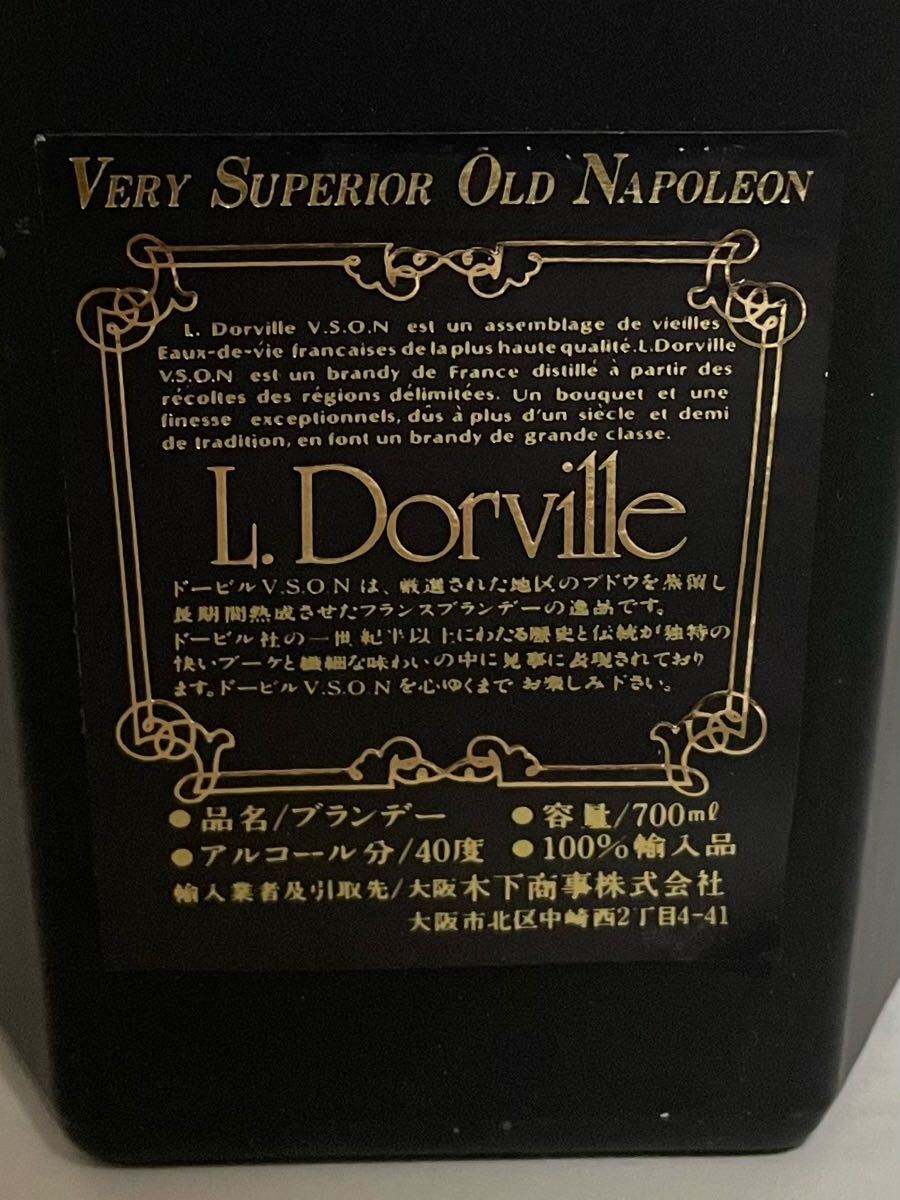 VERY SUPERIOR OLD NAPOLEON
L. Dorville V.S.O.N est un assemblage de vieilles
Eaux-de-vie francaises de la plus haute qualité.L.Dorville
V.S.O.N est un brandy de France distillé à partir des
récoltes des régions délimitées. Un bouquet et une
finesse exceptionnels, dûs à plus d'un siècle et demi
de tradition, en font un brandy de grande classe.
L. Dorville
ドービルV.S.O.Nは、厳選された地区のブドウを蒸留し
長期間熟成させたフランスブランデーの逸品です。
ドービル社の一世紀半以上にわたる歴史と伝統が独特の
快いブーケと繊細な味わいの中に見事に表現されており
ます。ドービルV.S.O.Nを心ゆくまでお楽しみ下さい。
●品名/ブランデー ●容量/700ml
●アルコール分/40度 ●100%輸入品
輸入業者及引取先/大阪木下商事株式会社
大阪市北区中崎西2丁目4-41